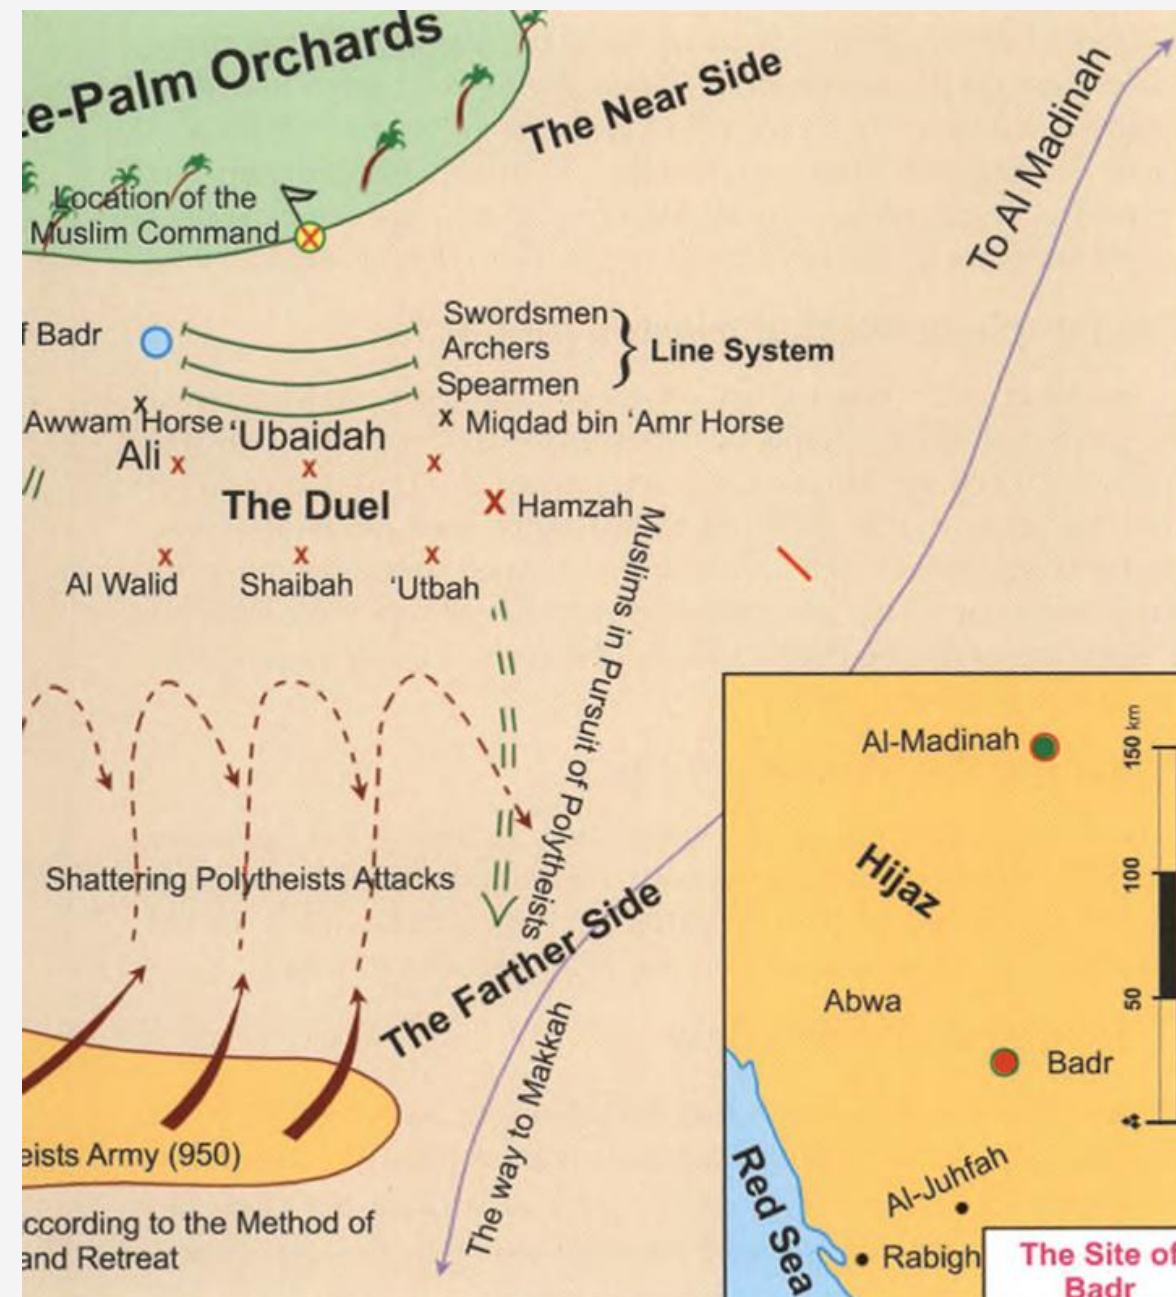 te-Palm Orchards
The Near Side
To Al Madinah
Location of the
Muslim Command
f Badr
Swordsmen
Archers
Spearmen
Line System
Awwam Horse
x Miqdad bin ‘Amr Horse
Ali x
‘Ubaidah
x
x
The Duel
X Hamzah
x
x
x
Al Walid
Shaibah
‘Utbah
Muslims in Pursuit of Polytheists
Shattering Polytheists Attacks
The Farther Side
The way to Makkah
eists Army (950)
ccording to the Method of
and Retreat
Al-Madinah
150 km
Hijaz
100
Abwa
50
Badr
Red Sea
Al-Juhfah
Rabigh
The Site of
Badr